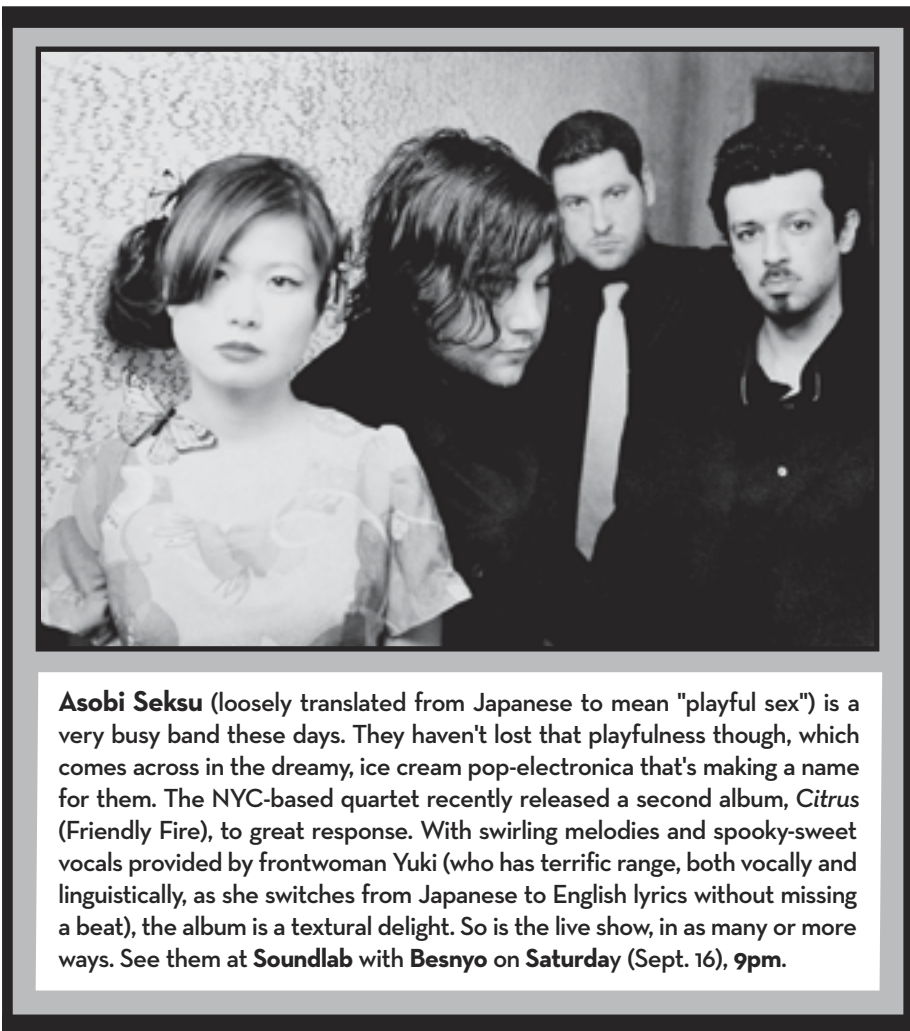 Asobi Seksu (loosely translated from Japanese to mean "playful sex") is a
very busy band these days. They haven't lost that playfulness though, which
comes across in the dreamy, ice cream pop-electronica that's making a name
for them. The NYC-based quartet recently released a second album, Citrus
(Friendly Fire), to great response. With swirling melodies and spooky-sweet
vocals provided by frontwoman Yuki (who has terrific range, both vocally and
linguistically, as she switches from Japanese to English lyrics without missing
a beat), the album is a textural delight. So is the live show, in as many or more
ways. See them at Soundlab with Besnyo on Saturday (Sept. 16), 9pm.